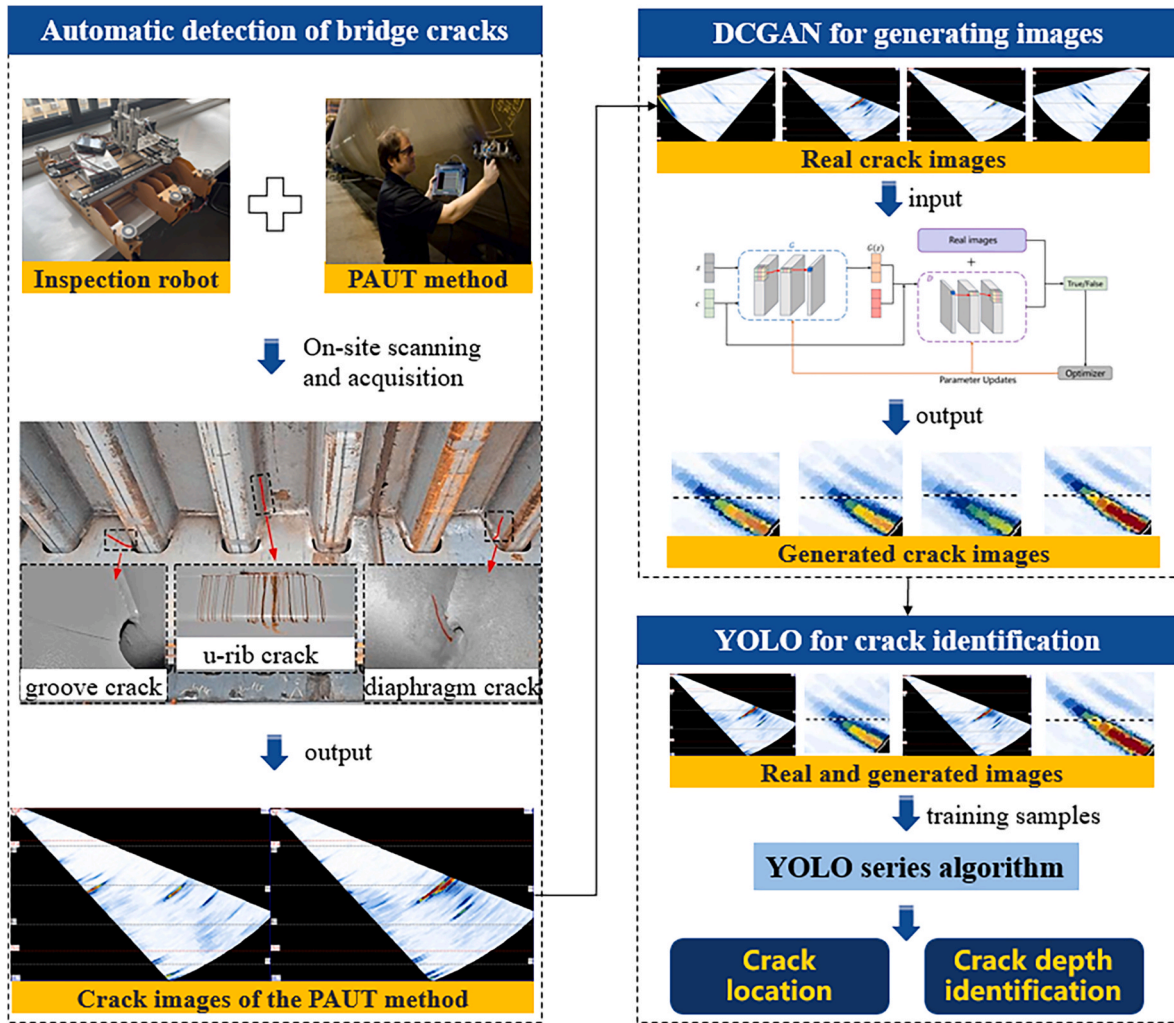 Automatic detection of bridge cracks
Inspection robot
PAUT method
On-site scanning
and acquisition
groove crack
u-rib crack
diaphragm crack
output
Crack images of the PAUT method
DCGAN for generating images
Real crack images
input
z
c
G
G(z)
Real images
+
D
True/False
Optimizer
Parameter Updates
output
Generated crack images
YOLO for crack identification
Real and generated images
training samples
YOLO series algorithm
Crack
location
Crack depth
identification